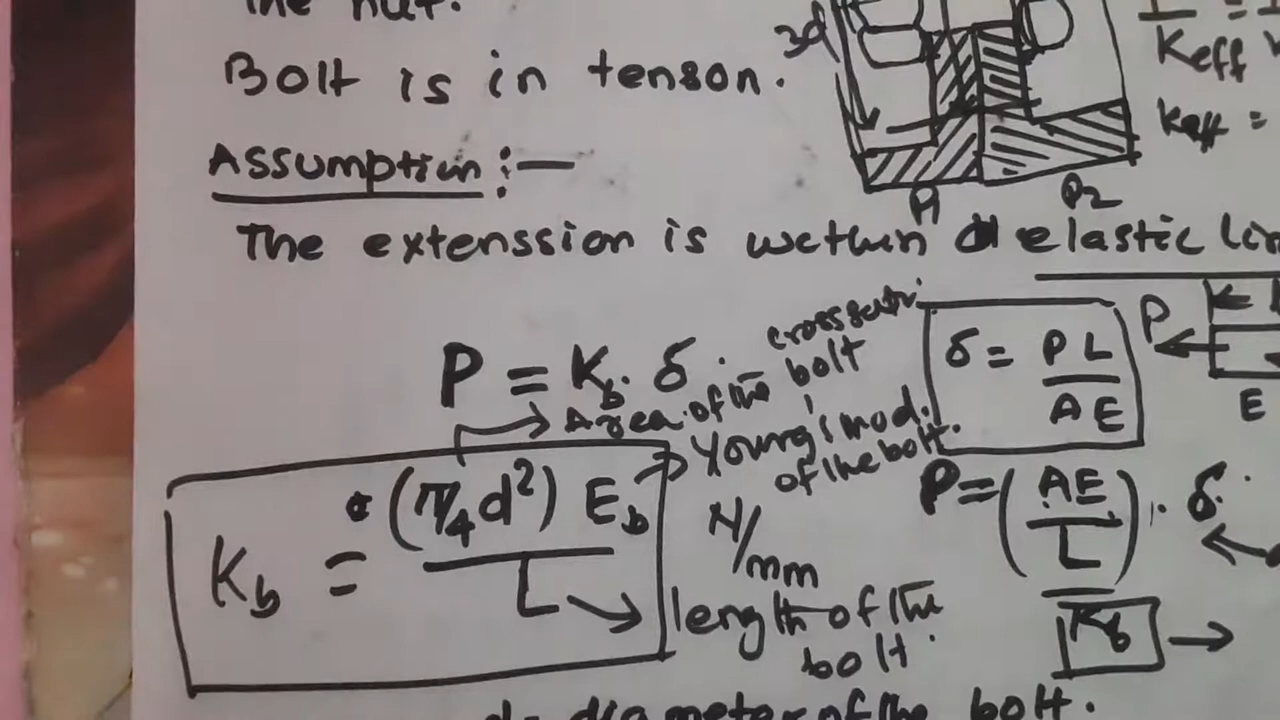 the nut.
Bolt is in tenson.
3d
Keff
Keff =
Assumption :—
P1 P2
The extenssion is wethin elastic
P = Kb. δ.
Area of the bolt
Young's mod. of the bolt.
δ = PL / AE
P
E
Kb = (π/4 d²) Eb / L
N/mm
length of the bolt.
P = (AE / L). δ.
Kb
d- diameter of the bolt.